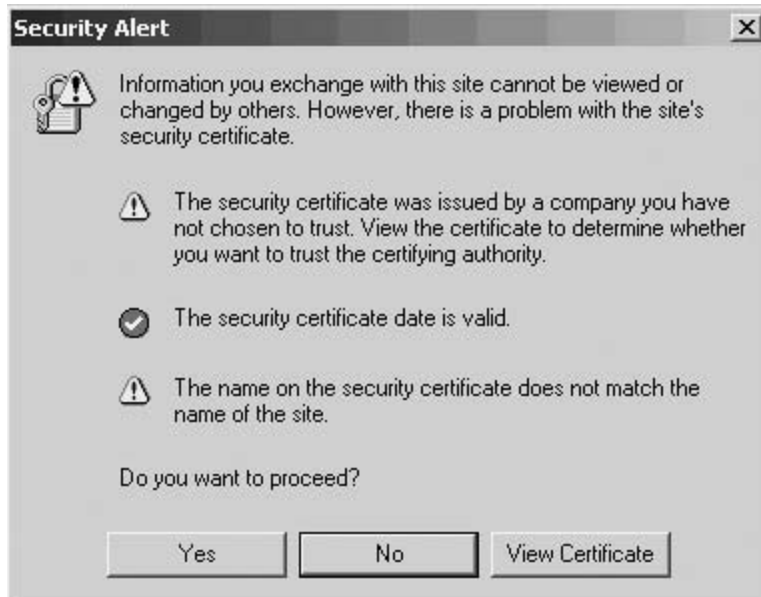 Security Alert
Information you exchange with this site cannot be viewed or
changed by others. However, there is a problem with the site's
security certificate.
The security certificate was issued by a company you have
not chosen to trust. View the certificate to determine whether
you want to trust the certifying authority.
The security certificate date is valid.
The name on the security certificate does not match the
name of the site.
Do you want to proceed?
Yes
No
View Certificate